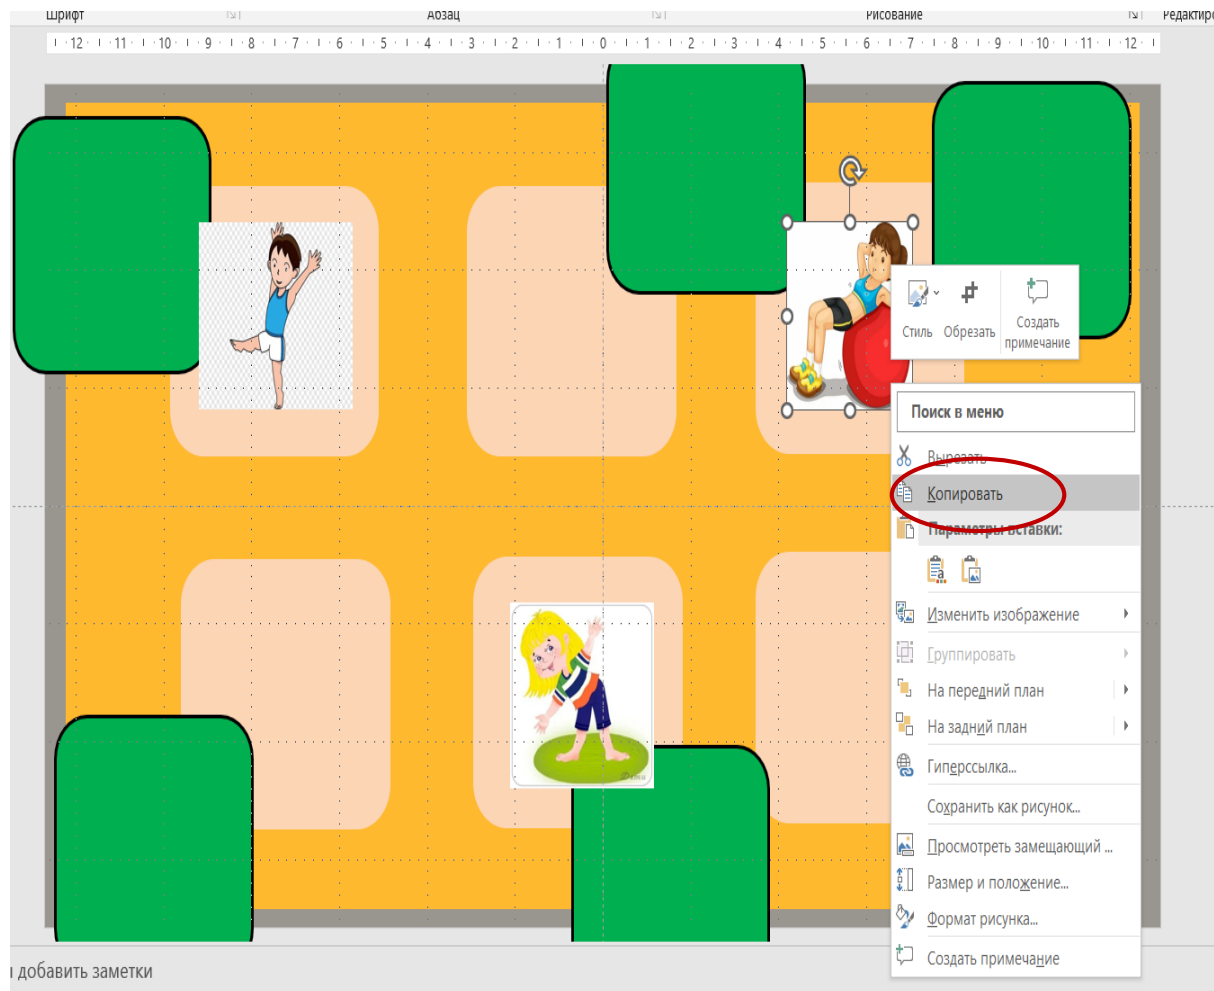 Шрифт Абзац Рисование Редактиро
12 11 10 9 8 7 6 5 4 3 2 1 0 1 2 3 4 5 6 7 8 9 10 11 12
Стиль Обрезать Создать
примечание
Поиск в меню
Вырезать
Копировать
Параметры вставки:
Изменить изображение
Группировать
На передний план
На задний план
Гиперссылка...
Сохранить как рисунок...
Просмотреть замещающий ...
Размер и положение...
Формат рисунка...
Создать примечание
добавить заметки